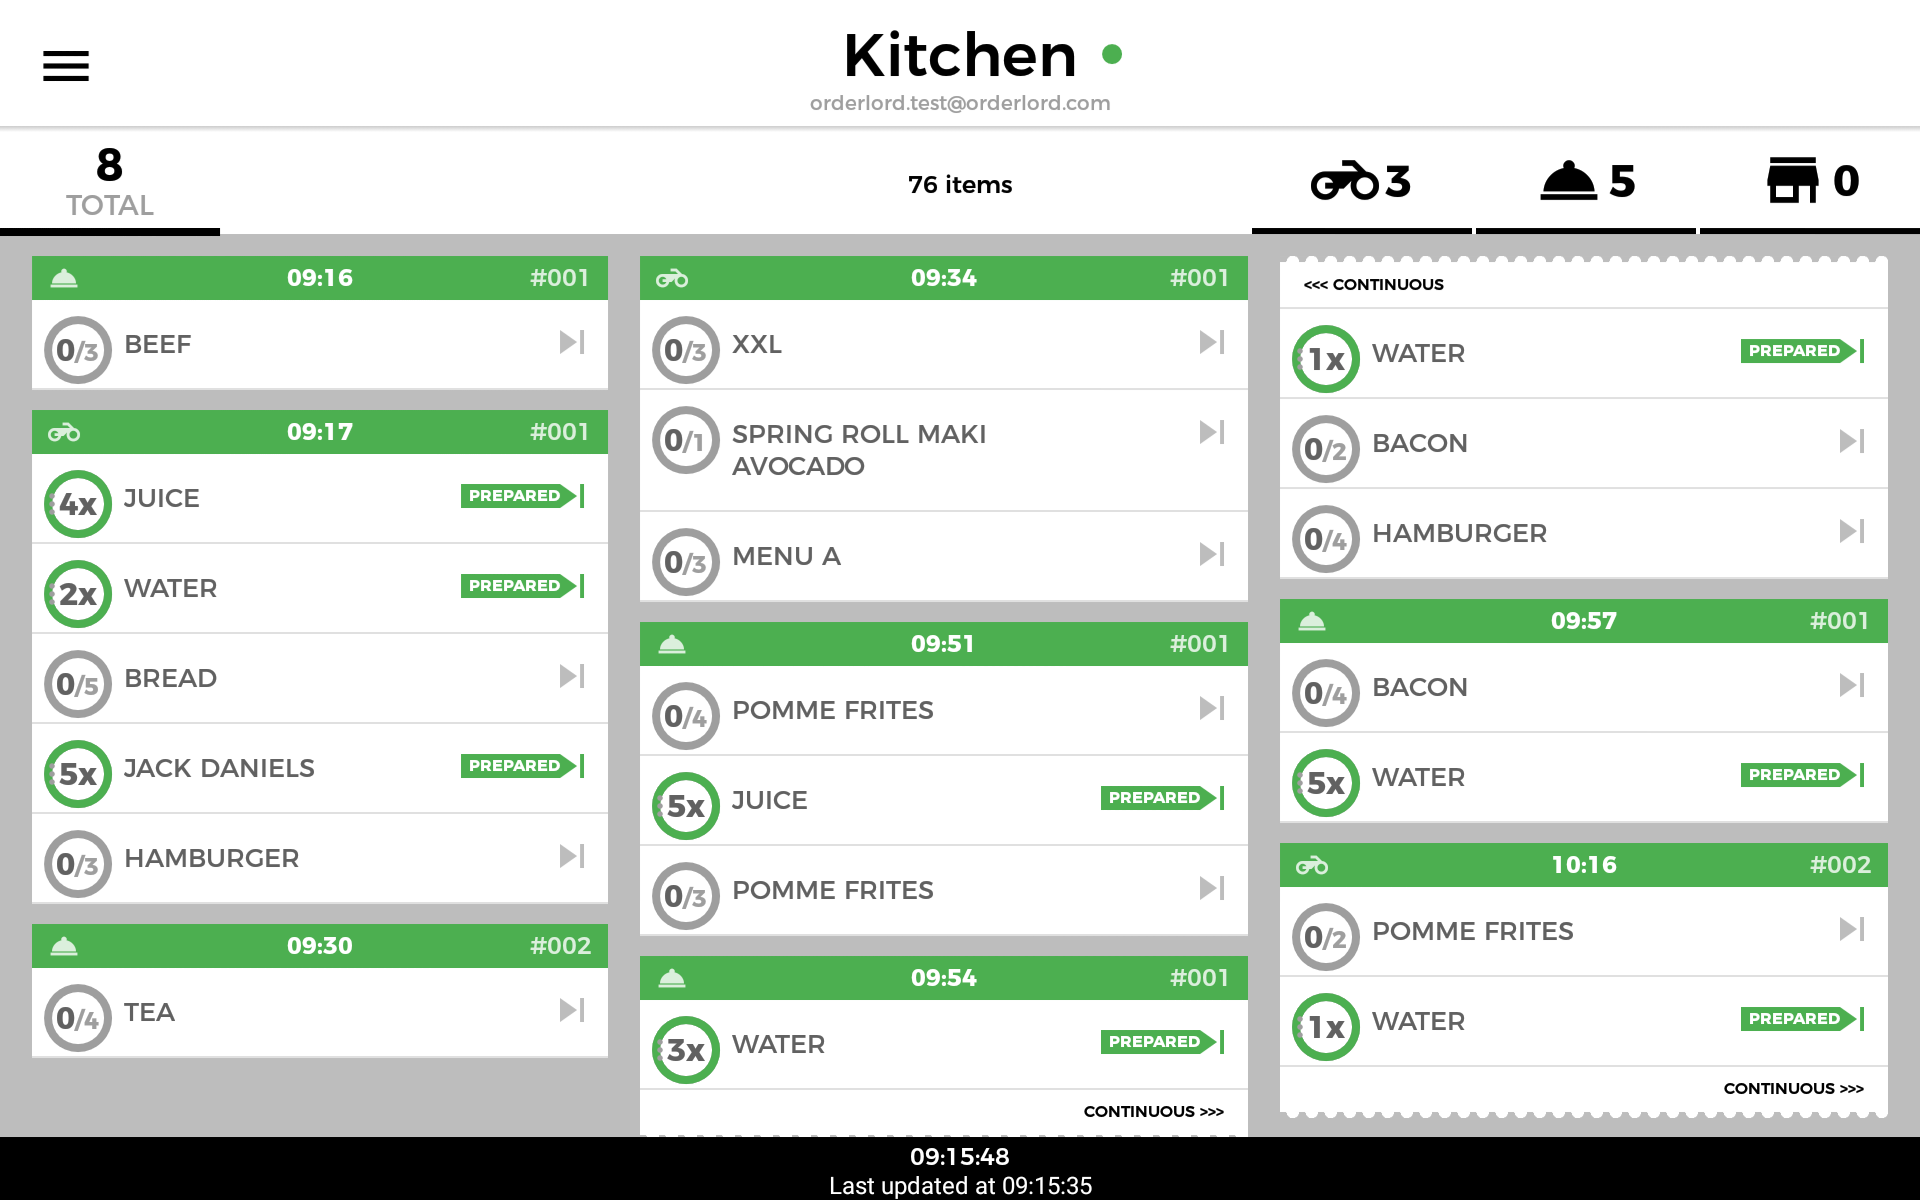 Kitchen
orderlord.test@orderlord.com
8
TOTAL
76 items
3
5
0
09:16 #001
0/3 BEEF
09:17 #001
4x JUICE PREPARED
2x WATER PREPARED
0/5 BREAD
5x JACK DANIELS PREPARED
0/3 HAMBURGER
09:30 #002
0/4 TEA
09:34 #001
0/3 XXL
0/1 SPRING ROLL MAKI
AVOCADO
0/3 MENU A
09:51 #001
0/4 POMME FRITES
5x JUICE PREPARED
0/3 POMME FRITES
09:54 #001
3x WATER PREPARED
CONTINUOUS >>>
<<< CONTINUOUS
1x WATER PREPARED
0/2 BACON
0/4 HAMBURGER
09:57 #001
0/4 BACON
5x WATER PREPARED
10:16 #002
0/2 POMME FRITES
1x WATER PREPARED
CONTINUOUS >>>
09:15:48
Last updated at 09:15:35